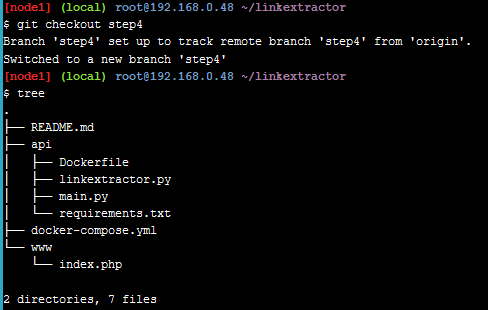 [node1] (local) root@192.168.0.48 ~/linkextractor
$ git checkout step4
Branch 'step4' set up to track remote branch 'step4' from 'origin'.
Switched to a new branch 'step4'
[node1] (local) root@192.168.0.48 ~/linkextractor
$ tree
.
├── README.md
├── api
│   ├── Dockerfile
│   ├── linkextractor.py
│   ├── main.py
│   └── requirements.txt
├── docker-compose.yml
└── www
    └── index.php

2 directories, 7 files